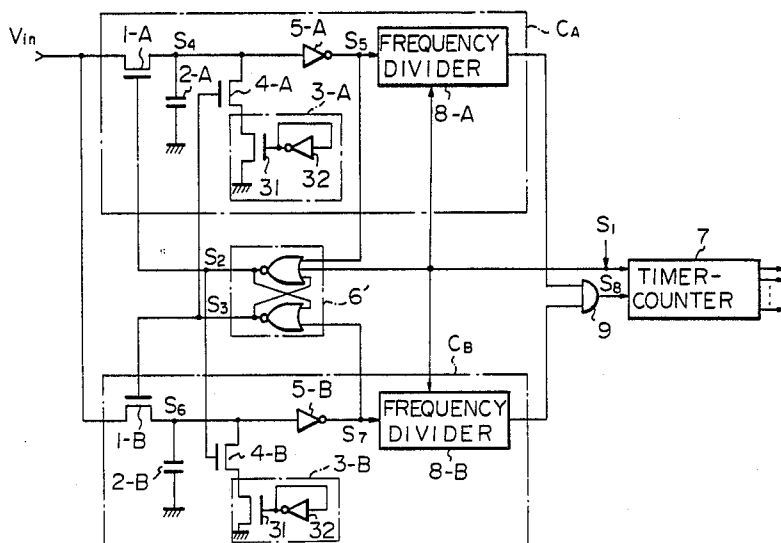 Vin
1-A
S4
2-A
4-A
5-A
S5
3-A
31
32
FREQUENCY
DIVIDER
8-A
CA
S2
S3
6'
S1
S8
9
7
TIMER-
COUNTER
CB
1-B
S6
2-B
4-B
5-B
S7
3-B
31
32
FREQUENCY
DIVIDER
8-B